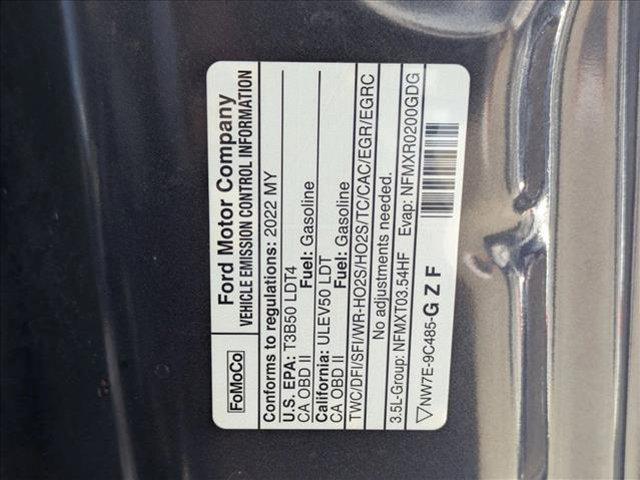 FoMoCo
Ford Motor Company
VEHICLE EMISSION CONTROL INFORMATION
Conforms to regulations: 2022 MY
U.S. EPA: T3B50 LDT4
CA OBD II Fuel: Gasoline
California: ULEV50 LDT
CA OBD II Fuel: Gasoline
TWC/DFI/SFI/WR-HO2S/HO2S/TC/CAC/EGR/EGRC
No adjustments needed.
3.5L-Group: NFMXT03.54HF Evap: NFMXR0200GDG
▽NW7E-9C485-G Z F